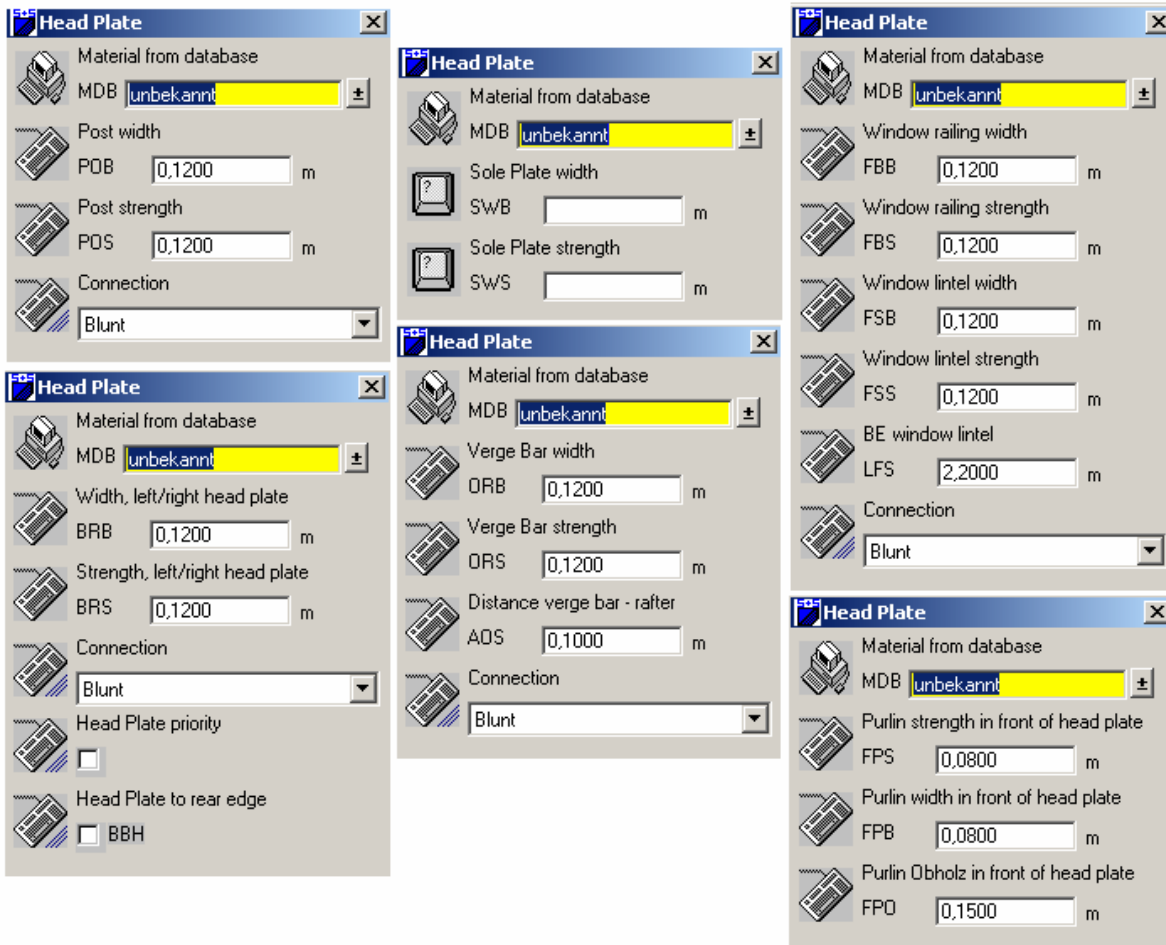 Head Plate
Material from database
MDB unbekannt ±
Post width
POB 0,1200 m
Post strength
POS 0,1200 m
Connection
Blunt
Head Plate
Material from database
MDB unbekannt ±
Width, left/right head plate
BRB 0,1200 m
Strength, left/right head plate
BRS 0,1200 m
Connection
Blunt
Head Plate priority
Head Plate to rear edge
BBH
Head Plate
Material from database
MDB unbekannt ±
Sole Plate width
? SWB m
Sole Plate strength
? SWS m
Head Plate
Material from database
MDB unbekannt ±
Verge Bar width
ORB 0,1200 m
Verge Bar strength
ORS 0,1200 m
Distance verge bar - rafter
AOS 0,1000 m
Connection
Blunt
Head Plate
Material from database
MDB unbekannt ±
Window railing width
FBB 0,1200 m
Window railing strength
FBS 0,1200 m
Window lintel width
FSB 0,1200 m
Window lintel strength
FSS 0,1200 m
BE window lintel
LFS 2,2000 m
Connection
Blunt
Head Plate
Material from database
MDB unbekannt ±
Purlin strength in front of head plate
FPS 0,0800 m
Purlin width in front of head plate
FPB 0,0800 m
Purlin Obholz in front of head plate
FPO 0,1500 m